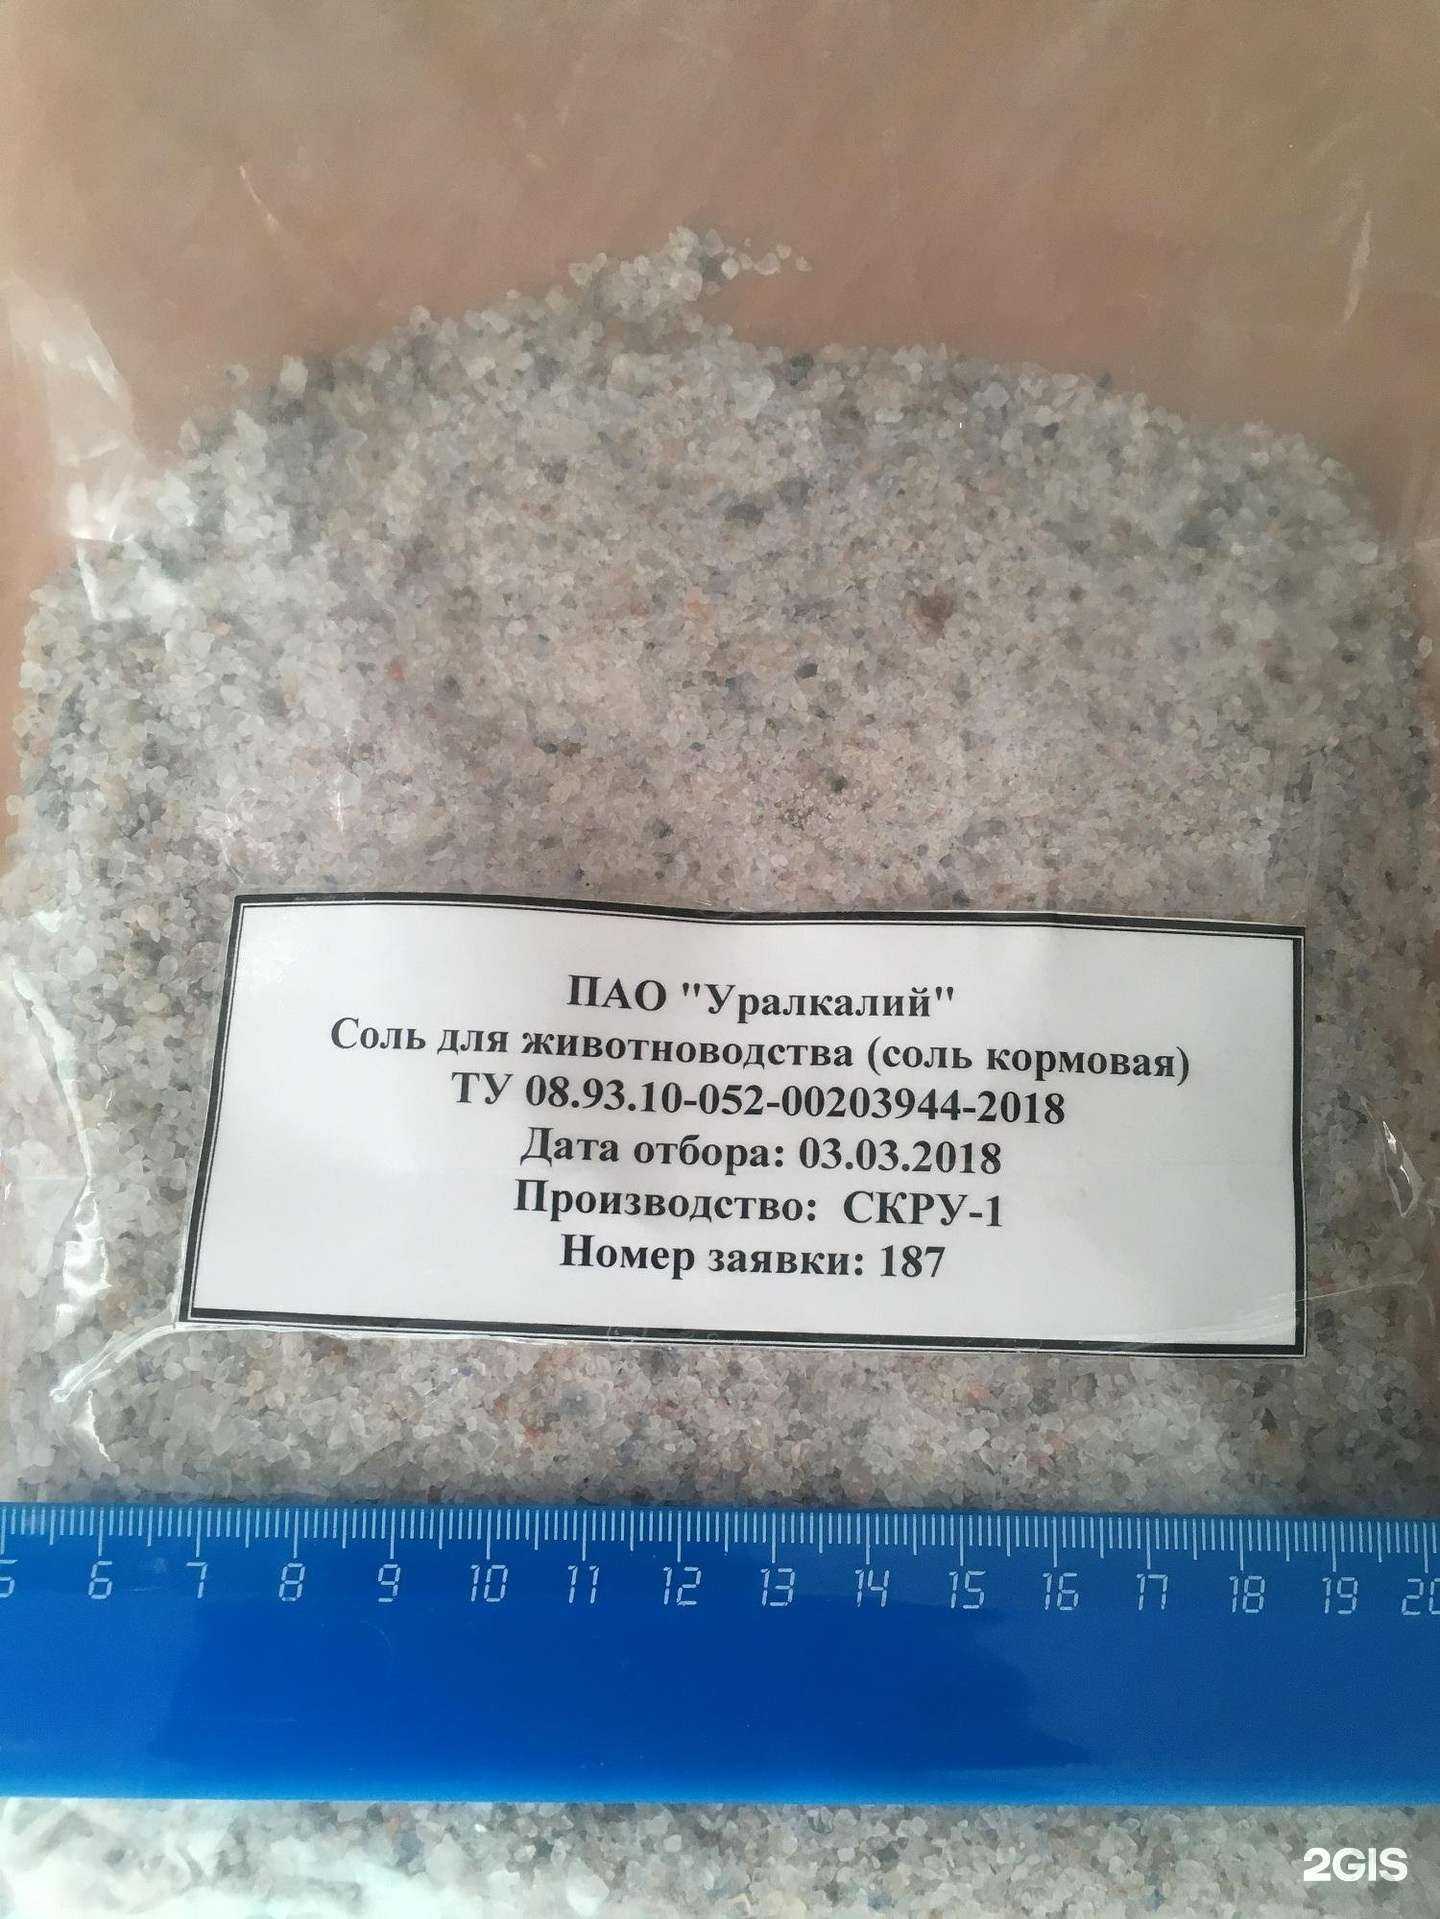 ПАО "Уралкалий"
Соль для животноводства (соль кормовая)
ТУ 08.93.10-052-00203944-2018
Дата отбора: 03.03.2018
Производство: СКРУ-1
Номер заявки: 187
5 6 7 8 9 10 11 12 13 14 15 16 17 18 19 20
2GIS